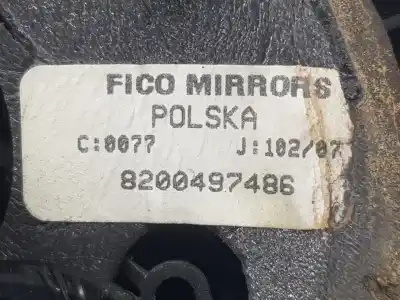 FICO MIRRORS
POLSKA
C:0077 J:102/07
8200497486